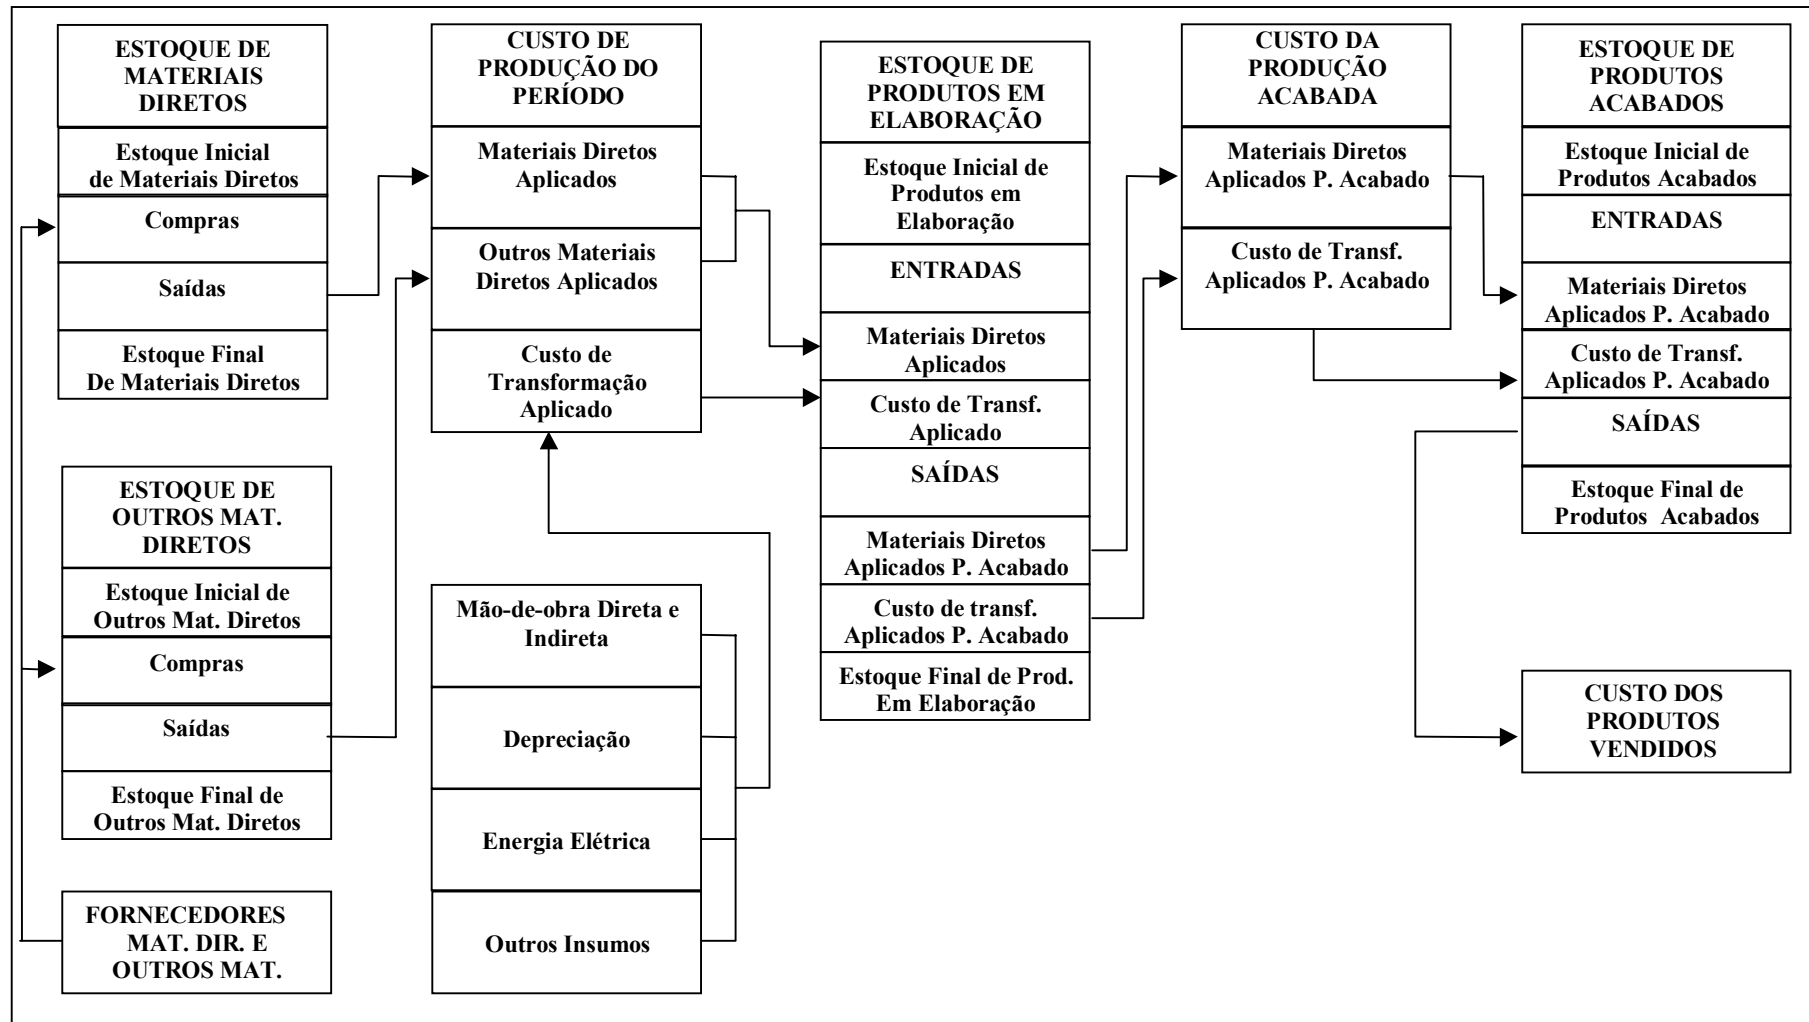 ESTOQUE DE
MATERIAIS
DIRETOS
Estoque Inicial
de Materiais Diretos
Compras
Saídas
Estoque Final
De Materiais Diretos
ESTOQUE DE
OUTROS MAT.
DIRETOS
Estoque Inicial de
Outros Mat. Diretos
Compras
Saídas
Estoque Final de
Outros Mat. Diretos
FORNECEDORES
MAT. DIR. E
OUTROS MAT.
CUSTO DE
PRODUÇÃO DO
PERÍODO
Materiais Diretos
Aplicados
Outros Materiais
Diretos Aplicados
Custo de
Transformação
Aplicado
Mão-de-obra Direta e
Indireta
Depreciação
Energia Elétrica
Outros Insumos
ESTOQUE DE
PRODUTOS EM
ELABORAÇÃO
Estoque Inicial de
Produtos em
Elaboração
ENTRADAS
Materiais Diretos
Aplicados
Custo de Transf.
Aplicado
SAÍDAS
Materiais Diretos
Aplicados P. Acabado
Custo de transf.
Aplicados P. Acabado
Estoque Final de Prod.
Em Elaboração
CUSTO DA
PRODUÇÃO
ACABADA
Materiais Diretos
Aplicados P. Acabado
Custo de Transf.
Aplicados P. Acabado
ESTOQUE DE
PRODUTOS
ACABADOS
Estoque Inicial de
Produtos Acabados
ENTRADAS
Materiais Diretos
Aplicados P. Acabado
Custo de Transf.
Aplicados P. Acabado
SAÍDAS
Estoque Final de
Produtos Acabados
CUSTO DOS
PRODUTOS
VENDIDOS